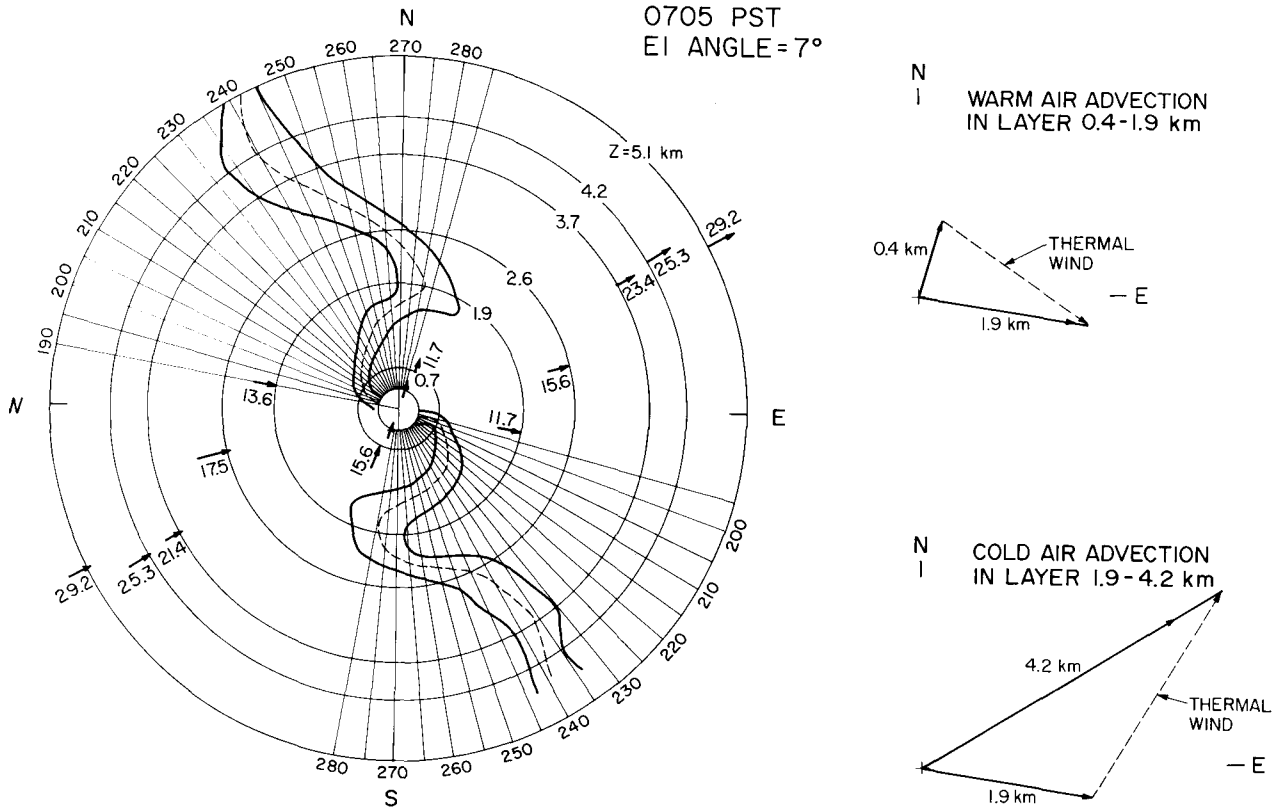 0705 PST
El ANGLE = 7°
N
240
250
260
270
280
230
220
210
200
190
Z=5.1 km
4.2
3.7
2.6
1.9
0.7
29.2
25.3
23.4
15.6
11.7
11.7
15.6
13.6
17.5
21.4
25.3
29.2
W
E
S
200
210
220
230
240
250
260
270
280
N
WARM AIR ADVECTION
IN LAYER 0.4-1.9 km
0.4 km
THERMAL
WIND
E
1.9 km
N
COLD AIR ADVECTION
IN LAYER 1.9-4.2 km
4.2 km
THERMAL
WIND
E
1.9 km